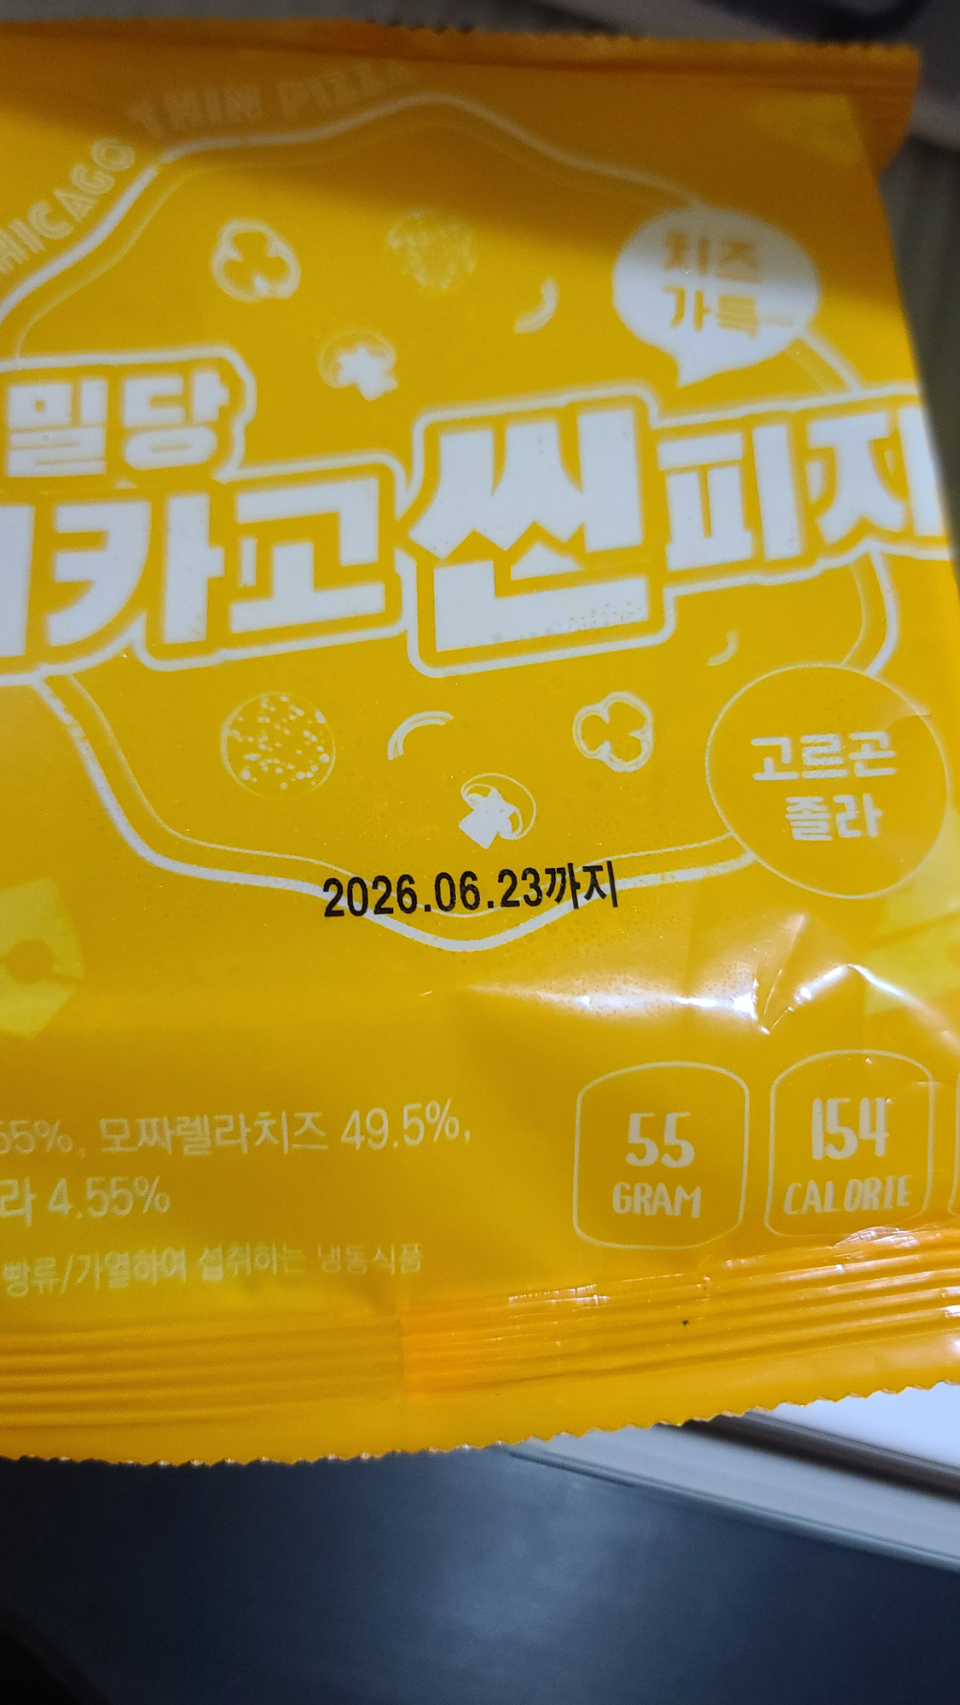 CHICAGO THIN PIZZA
치즈
가득~
밀당
카고씬피자
고르곤
졸라
2026.06.23까지
55%, 모짜렐라치즈 49.5%,
라 4.55%
빵류/가열하여 섭취하는 냉동식품
55
GRAM
154
CALORIE